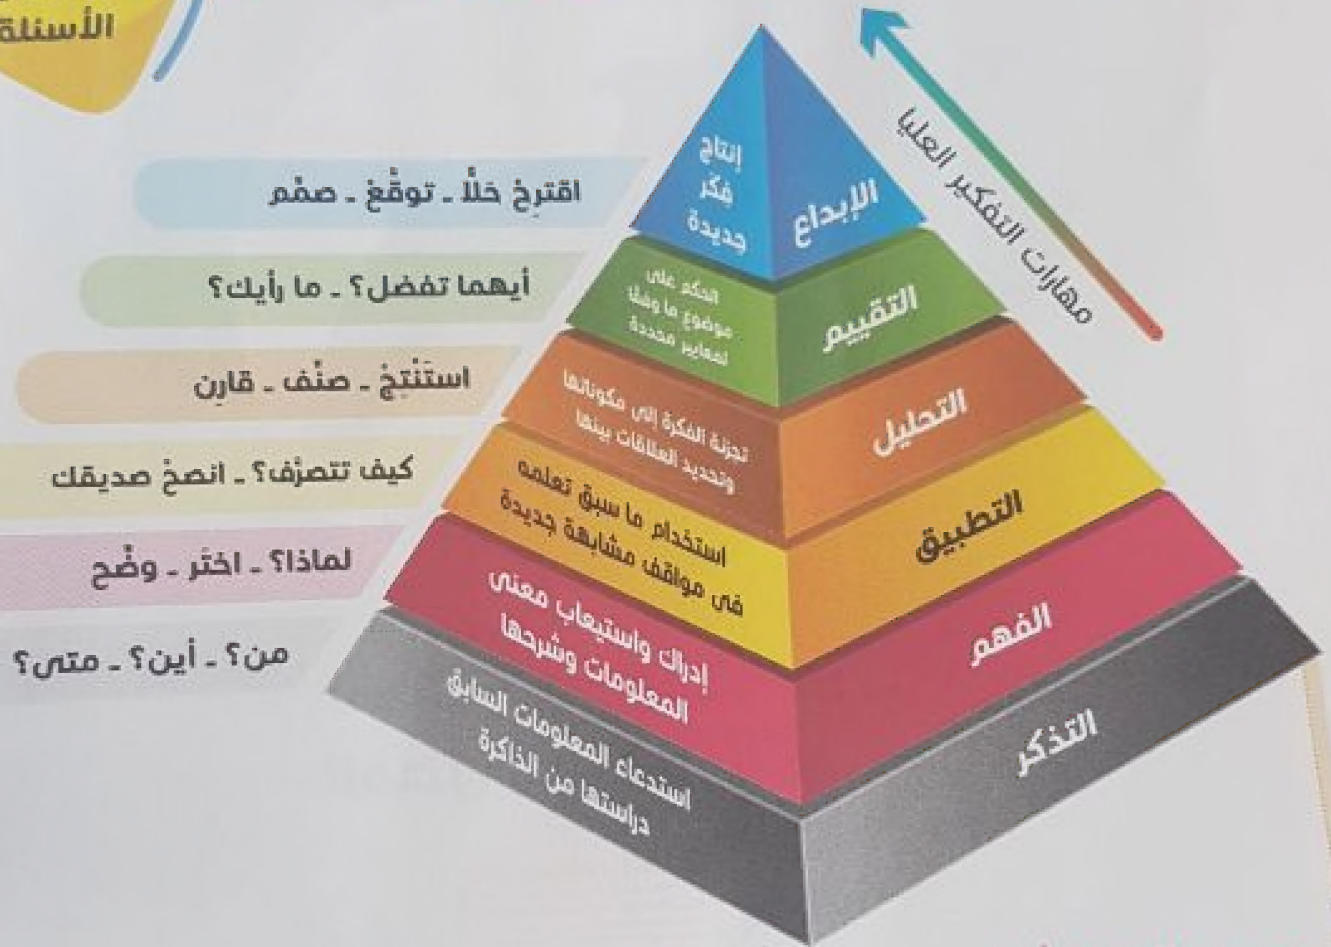 الأسئلة
مهارات التفكير العليا
اقترِحْ حَلًّا ـ توقَّعْ ـ صمِّم
إنتاج
فِكَر
جديدة
الإبداع
أيهما تفضل؟ ـ ما رأيك؟
الحكم على
موضوع ما وفقًا
لمعايير محددة
التقييم
استَنْتِجْ ـ صنِّف ـ قارِن
تجزئة الفكرة إلى مكوناتها
وتحديد العلاقات بينها
التحليل
كيف تتصرَّف؟ ـ انصحْ صديقك
استخدام ما سبق تعلمه
فى مواقف مشابهة جديدة
التطبيق
لماذا؟ ـ اختَر ـ وضِّح
إدراك واستيعاب معنى
المعلومات وشرحها
الفهم
من؟ ـ أين؟ ـ متى؟
استدعاء المعلومات السابق
دراستها من الذاكرة
التذكر